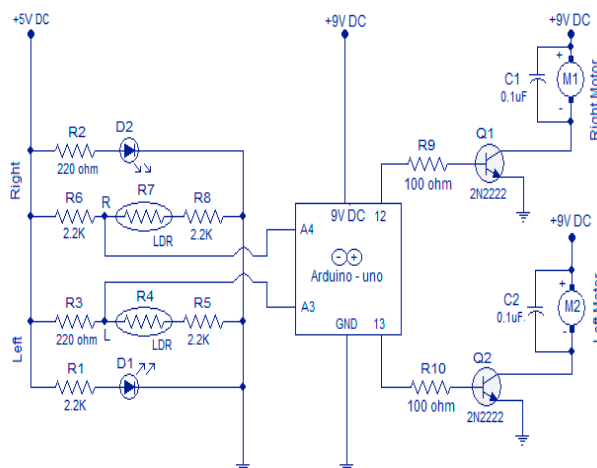 +5V DC
+9V DC
+9V DC
C1
0.1uF
+
M1
-
Right Motor
R2
220 ohm
D2
Right
R6
2.2K
R
R7
LDR
R8
2.2K
R9
100 ohm
Q1
2N2222
9V DC
12
A4
Arduino - uno
A3
GND
13
+9V DC
C2
0.1uF
+
M2
-
Left Motor
R3
220 ohm
L
R4
LDR
R5
2.2K
Left
R1
2.2K
D1
R10
100 ohm
Q2
2N2222